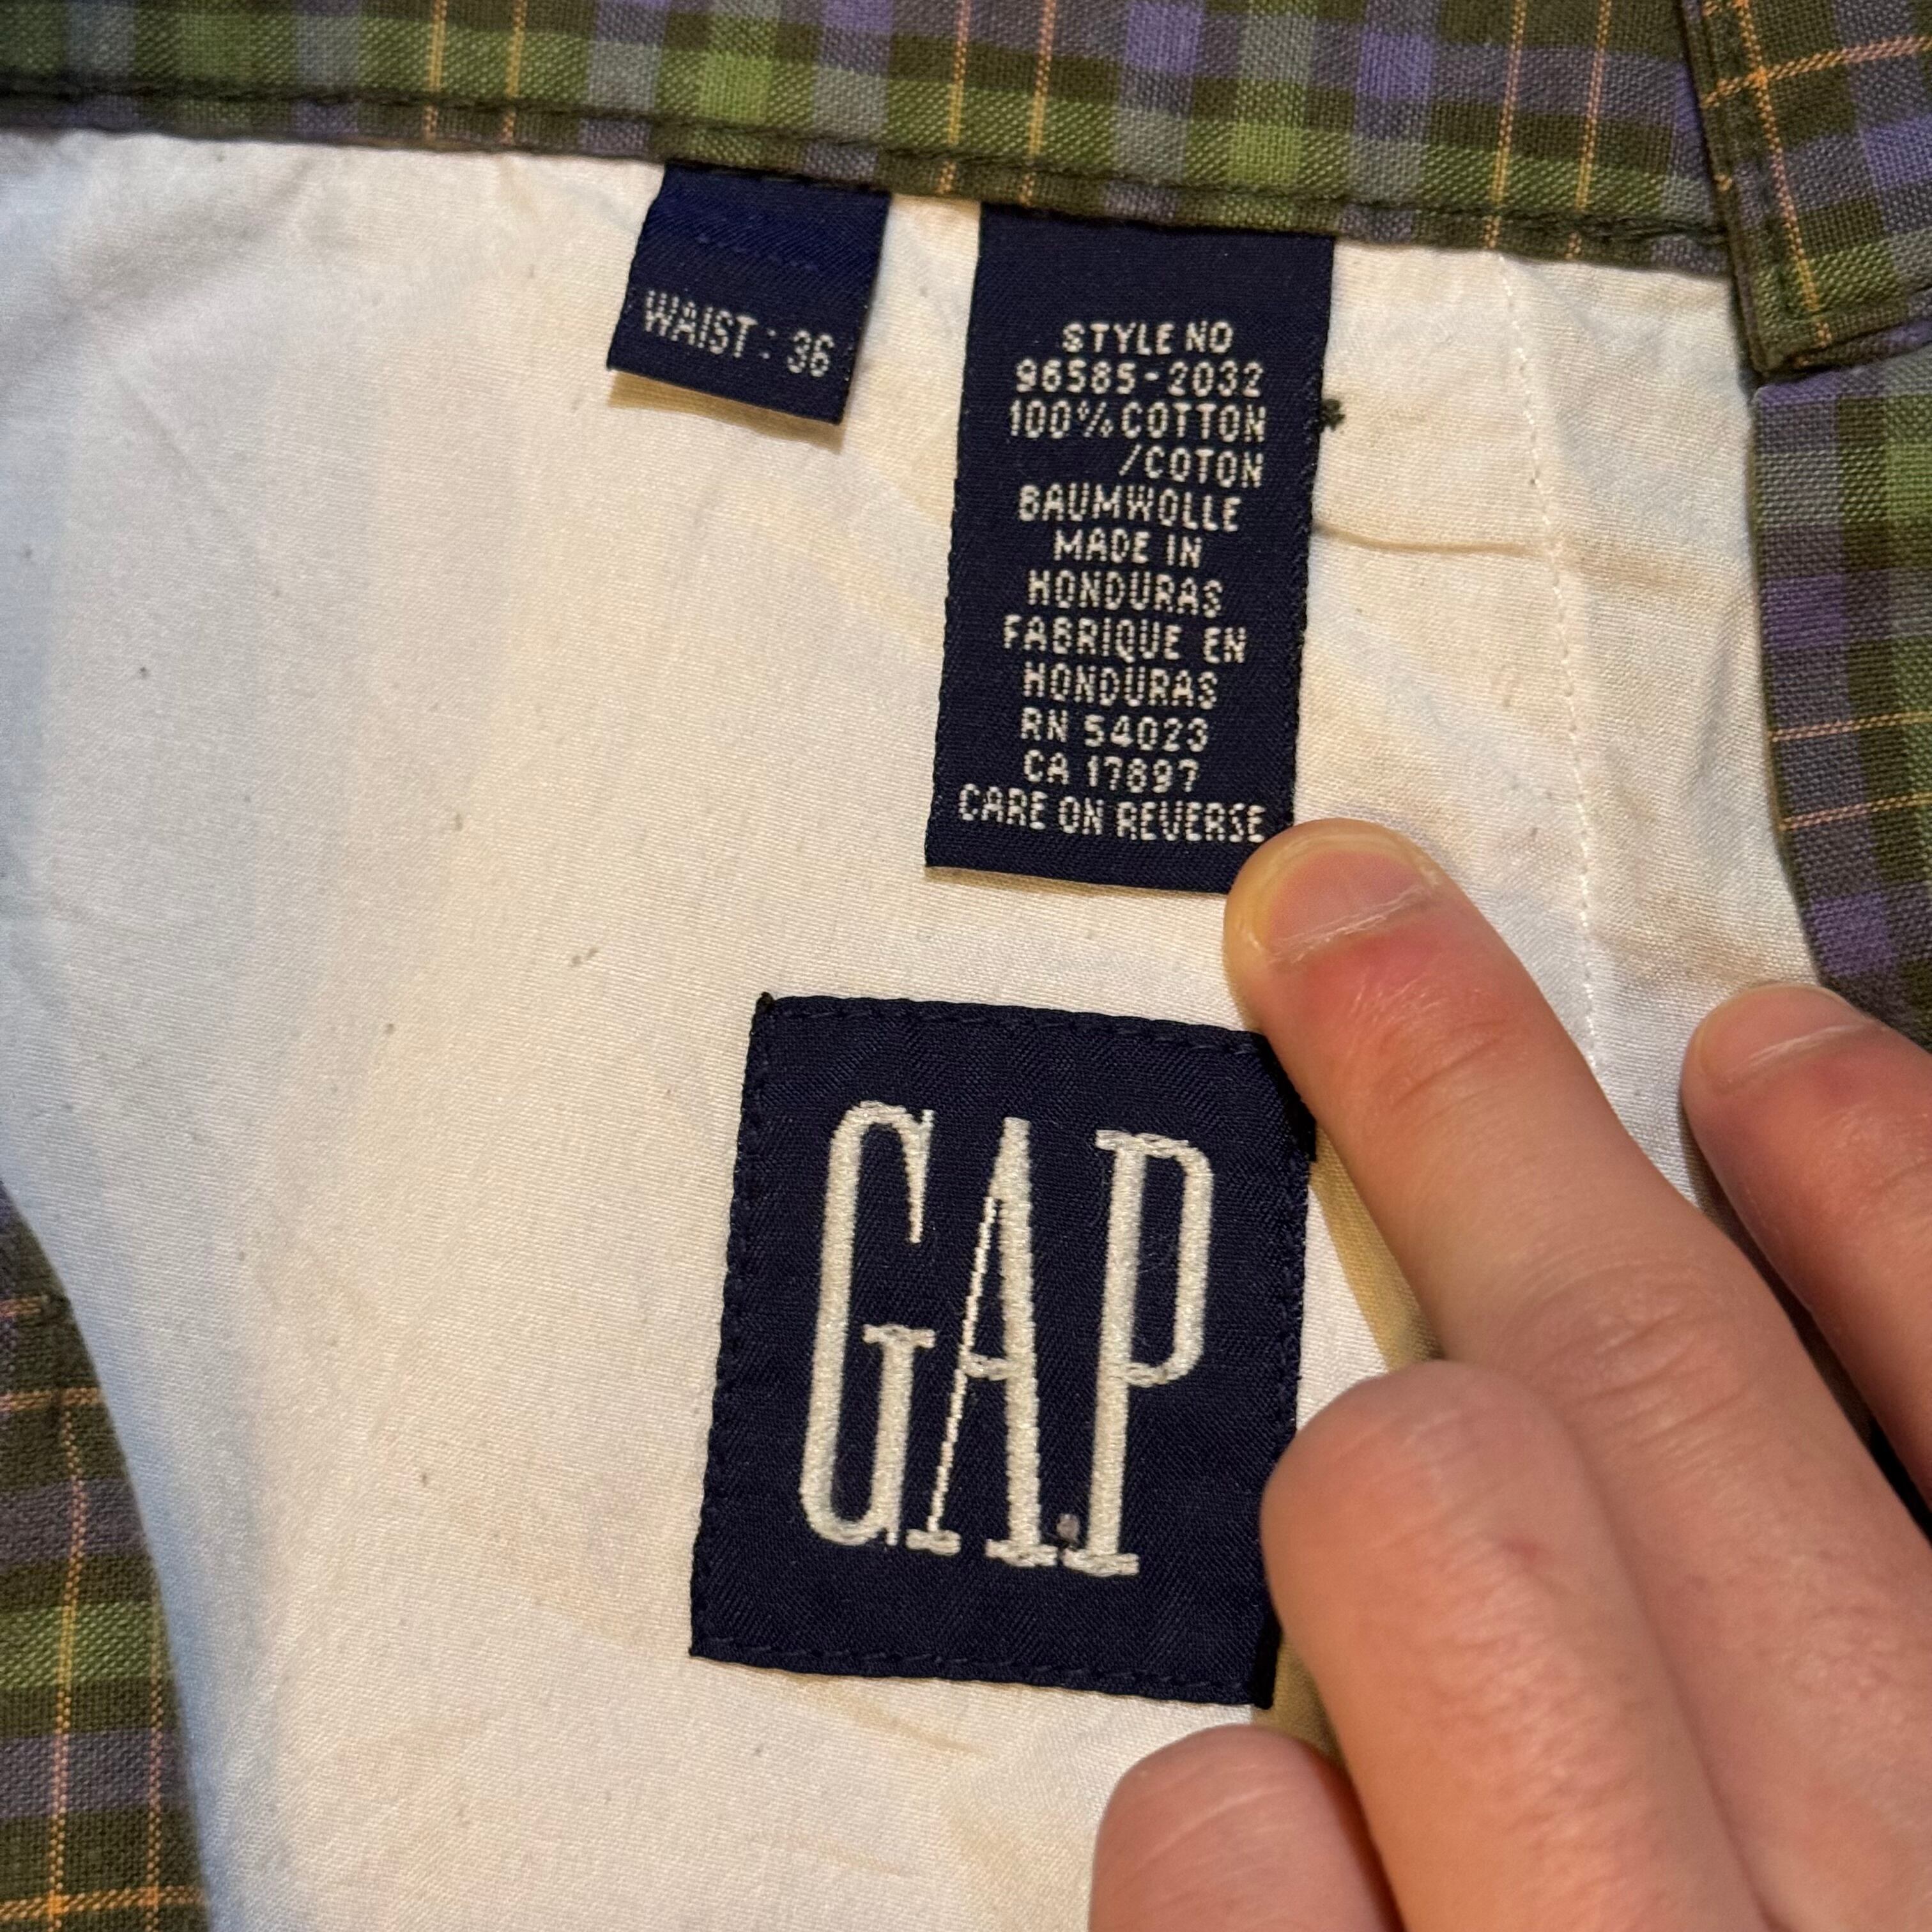 WAIST: 36
STYLE NO
96585-2032
100% COTTON
/COTON
BAUMWOLLE
MADE IN
HONDURAS
FABRIQUE EN
HONDURAS
RN 54023
CA 17897
CARE ON REVERSE
GAP